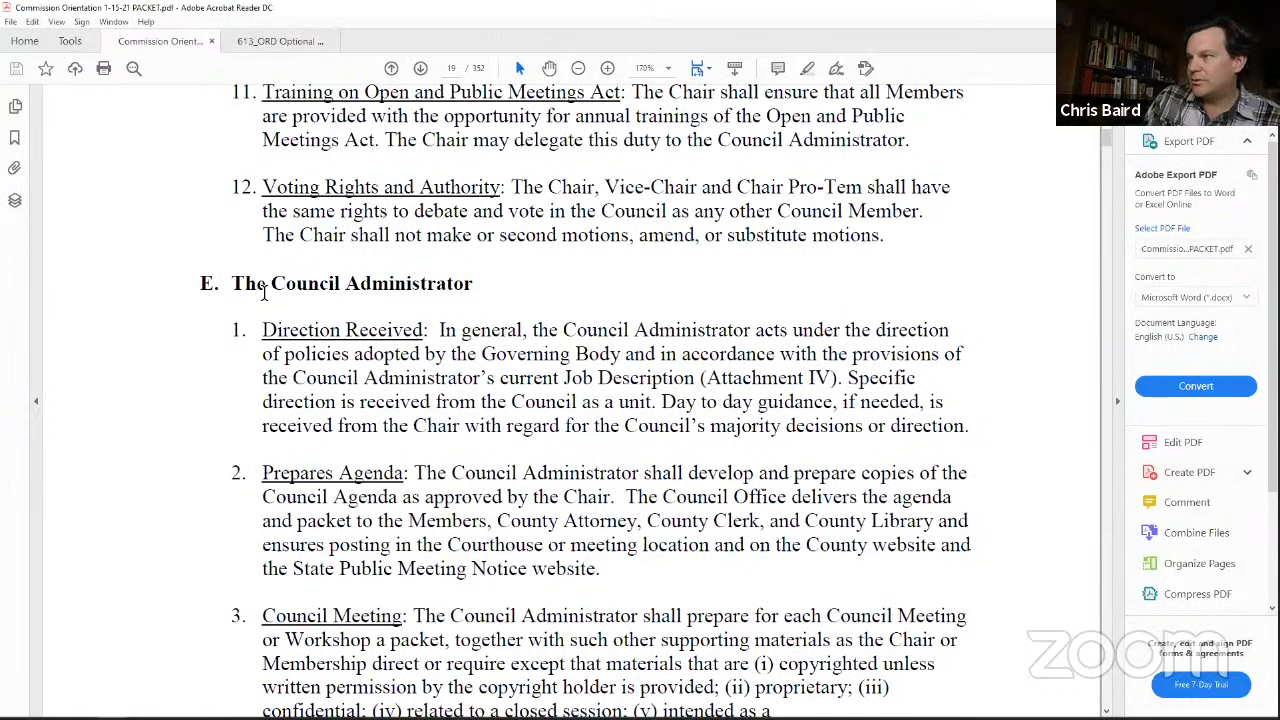 Commission Orientation 1-15-21 PACKET.pdf - Adobe Acrobat Reader DC
File Edit View Sign Window Help
Home Tools Commission Orient... × 613_ORD Optional ...
19 / 352 170%
11. Training on Open and Public Meetings Act: The Chair shall ensure that all Members
are provided with the opportunity for annual trainings of the Open and Public
Meetings Act. The Chair may delegate this duty to the Council Administrator.
12. Voting Rights and Authority: The Chair, Vice-Chair and Chair Pro-Tem shall have
the same rights to debate and vote in the Council as any other Council Member.
The Chair shall not make or second motions, amend, or substitute motions.
E. The Council Administrator
1. Direction Received: In general, the Council Administrator acts under the direction
of policies adopted by the Governing Body and in accordance with the provisions of
the Council Administrator's current Job Description (Attachment IV). Specific
direction is received from the Council as a unit. Day to day guidance, if needed, is
received from the Chair with regard for the Council's majority decisions or direction.
2. Prepares Agenda: The Council Administrator shall develop and prepare copies of the
Council Agenda as approved by the Chair. The Council Office delivers the agenda
and packet to the Members, County Attorney, County Clerk, and County Library and
ensures posting in the Courthouse or meeting location and on the County website and
the State Public Meeting Notice website.
3. Council Meeting: The Council Administrator shall prepare for each Council Meeting
or Workshop a packet, together with such other supporting materials as the Chair or
Membership direct or require except that materials that are (i) copyrighted unless
written permission by the copyright holder is provided; (ii) proprietary; (iii)
confidential; (iv) related to a closed session; (v) intended as a
Chris Baird
Export PDF
Adobe Export PDF
Convert PDF Files to Word
or Excel Online
Select PDF File
Commissio...PACKET.pdf ×
Convert to
Microsoft Word (*.docx)
Document Language:
English (U.S.) Change
Convert
Edit PDF
Create PDF
Comment
Combine Files
Organize Pages
Compress PDF
Create, edit and sign PDF
forms & agreements
Free 7-Day Trial
zoom